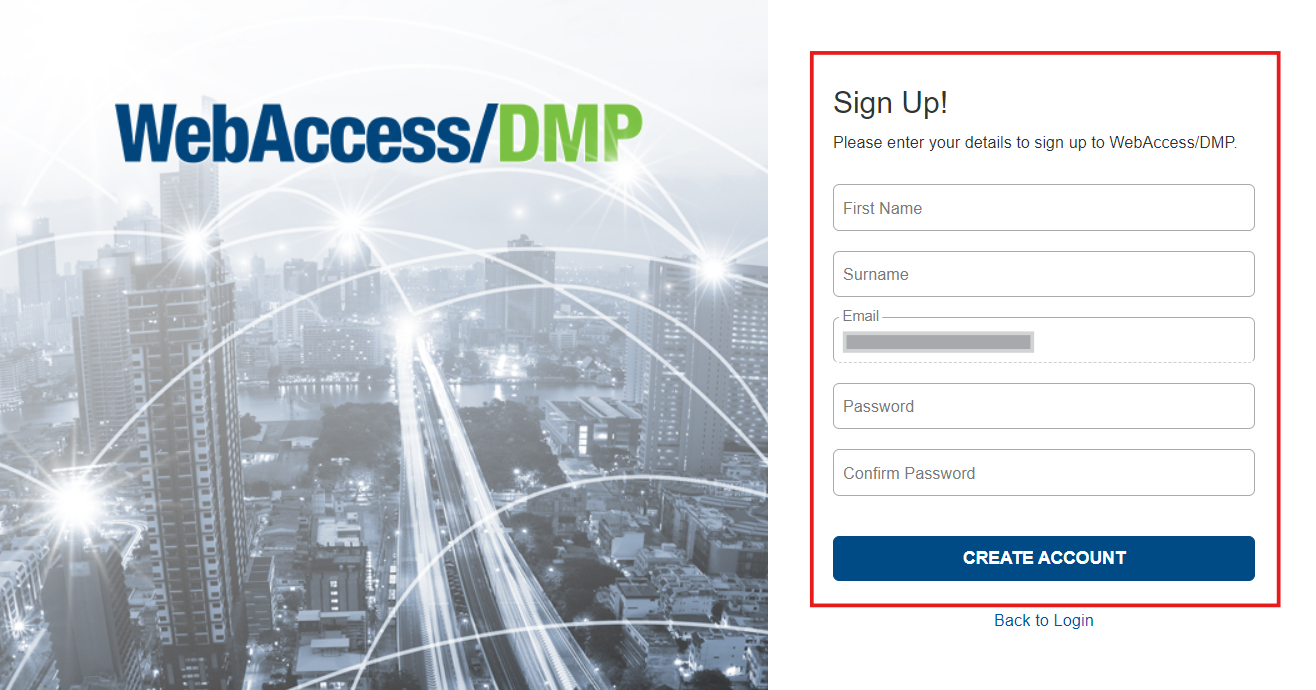 WebAccess/DMP
Sign Up!
Please enter your details to sign up to WebAccess/DMP.
First Name
Surname
Email
Password
Confirm Password
CREATE ACCOUNT
Back to Login